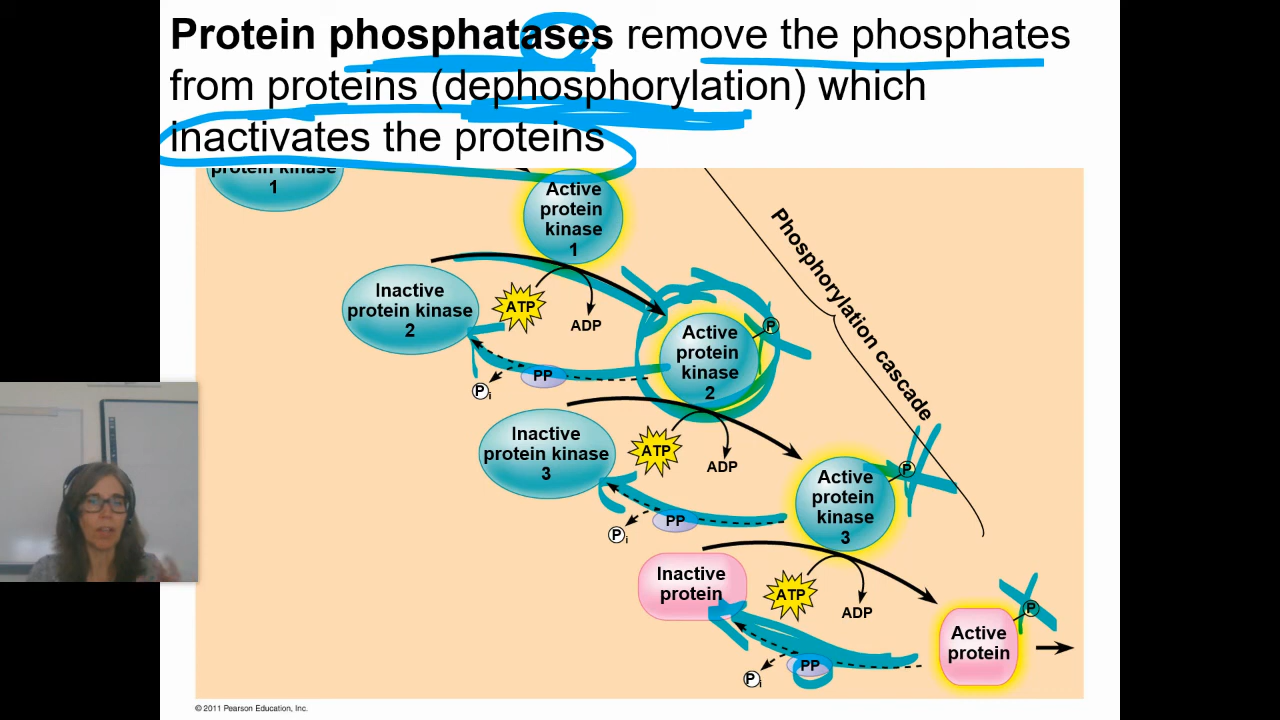 Protein phosphatases remove the phosphates
from proteins (dephosphorylation) which
inactivates the proteins
protein kinase
1
Active
protein
kinase
1
Phosphorylation cascade
Inactive
protein kinase
2
ATP
ADP
Active
protein
kinase
2
P
PP
Pi
Inactive
protein kinase
3
ATP
ADP
Active
protein
kinase
3
P
PP
Pi
Inactive
protein
ATP
ADP
Active
protein
P
PP
Pi
© 2011 Pearson Education, Inc.